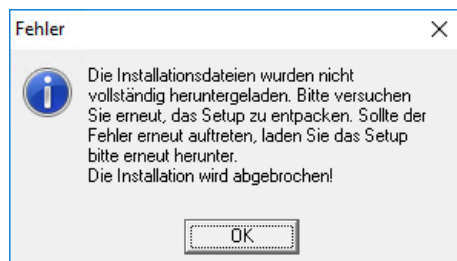 Fehler
Die Installationsdateien wurden nicht
vollständig heruntergeladen. Bitte versuchen
Sie erneut, das Setup zu entpacken. Sollte der
Fehler erneut auftreten, laden Sie das Setup
bitte erneut herunter.
Die Installation wird abgebrochen!
OK